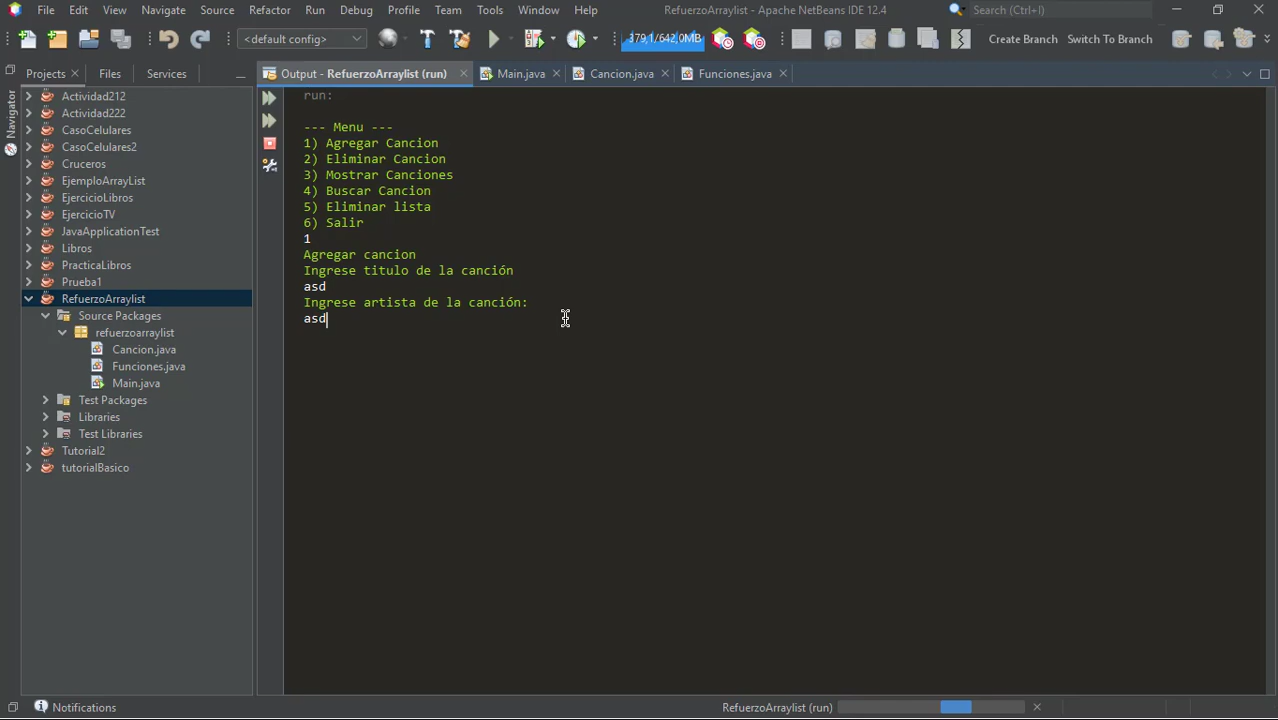 File Edit View Navigate Source Refactor Run Debug Profile Team Tools Window Help RefuerzoArraylist - Apache NetBeans IDE 12.4 Search (Ctrl+I)
<default config> 379,1/642,0MB Create Branch Switch To Branch
Projects Files Services Output - RefuerzoArraylist (run) Main.java Cancion.java Funciones.java
Navigator
Actividad212
Actividad222
CasoCelulares
CasoCelulares2
Cruceros
EjemploArrayList
EjercicioLibros
EjercicioTV
JavaApplicationTest
Libros
PracticaLibros
Prueba1
RefuerzoArraylist
Source Packages
refuerzoarraylist
Cancion.java
Funciones.java
Main.java
Test Packages
Libraries
Test Libraries
Tutorial2
tutorialBasico
run:
--- Menu ---
1) Agregar Cancion
2) Eliminar Cancion
3) Mostrar Canciones
4) Buscar Cancion
5) Eliminar lista
6) Salir
1
Agregar cancion
Ingrese titulo de la canción
asd
Ingrese artista de la canción:
asd
Notifications RefuerzoArraylist (run)